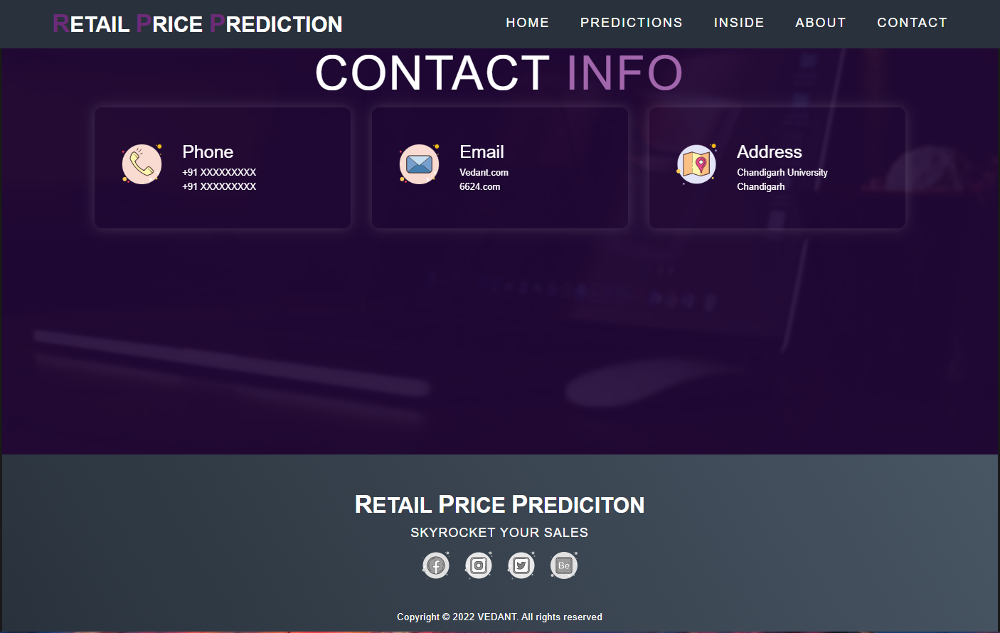 RETAIL PRICE PREDICTION
HOME PREDICTIONS INSIDE ABOUT CONTACT
CONTACT INFO
Phone
+91 XXXXXXXXX
+91 XXXXXXXXX
Email
Vedant.com
6624.com
Address
Chandigarh University
Chandigarh
RETAIL PRICE PREDICITON
SKYROCKET YOUR SALES
Bē
Copyright © 2022 VEDANT. All rights reserved